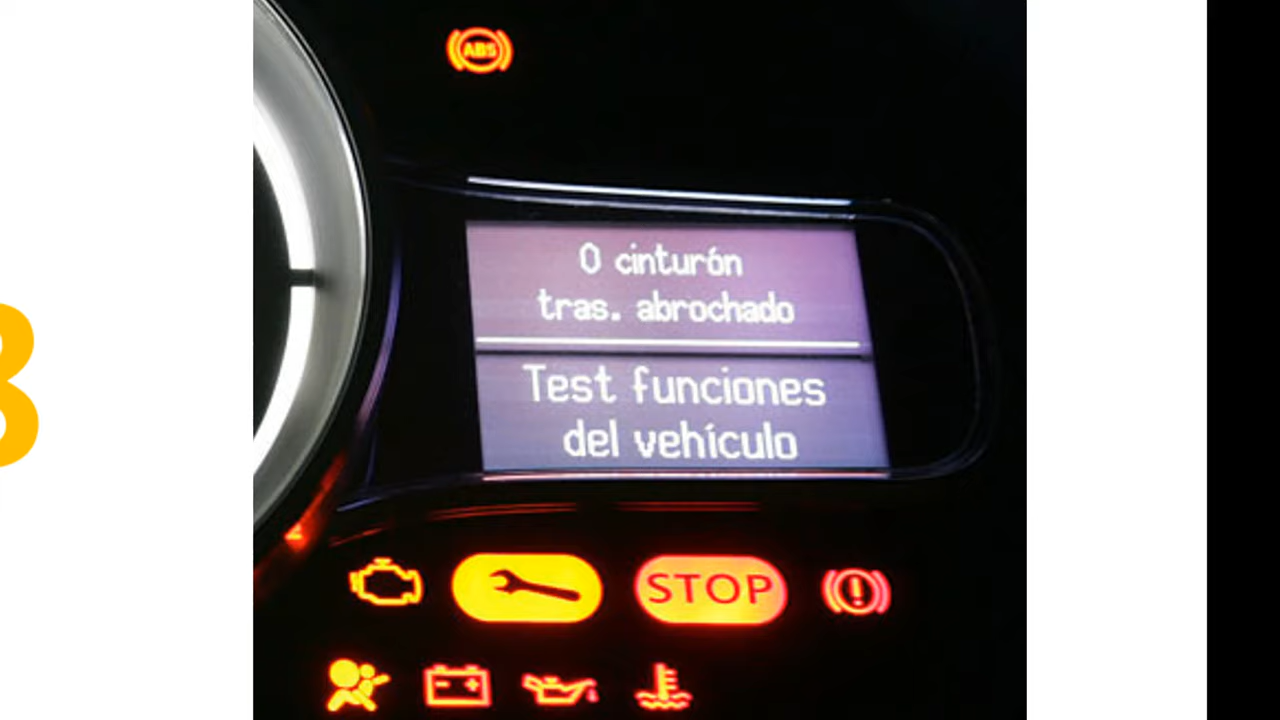 ABS
0 cinturón
tras. abrochado
Test funciones
del vehículo
STOP